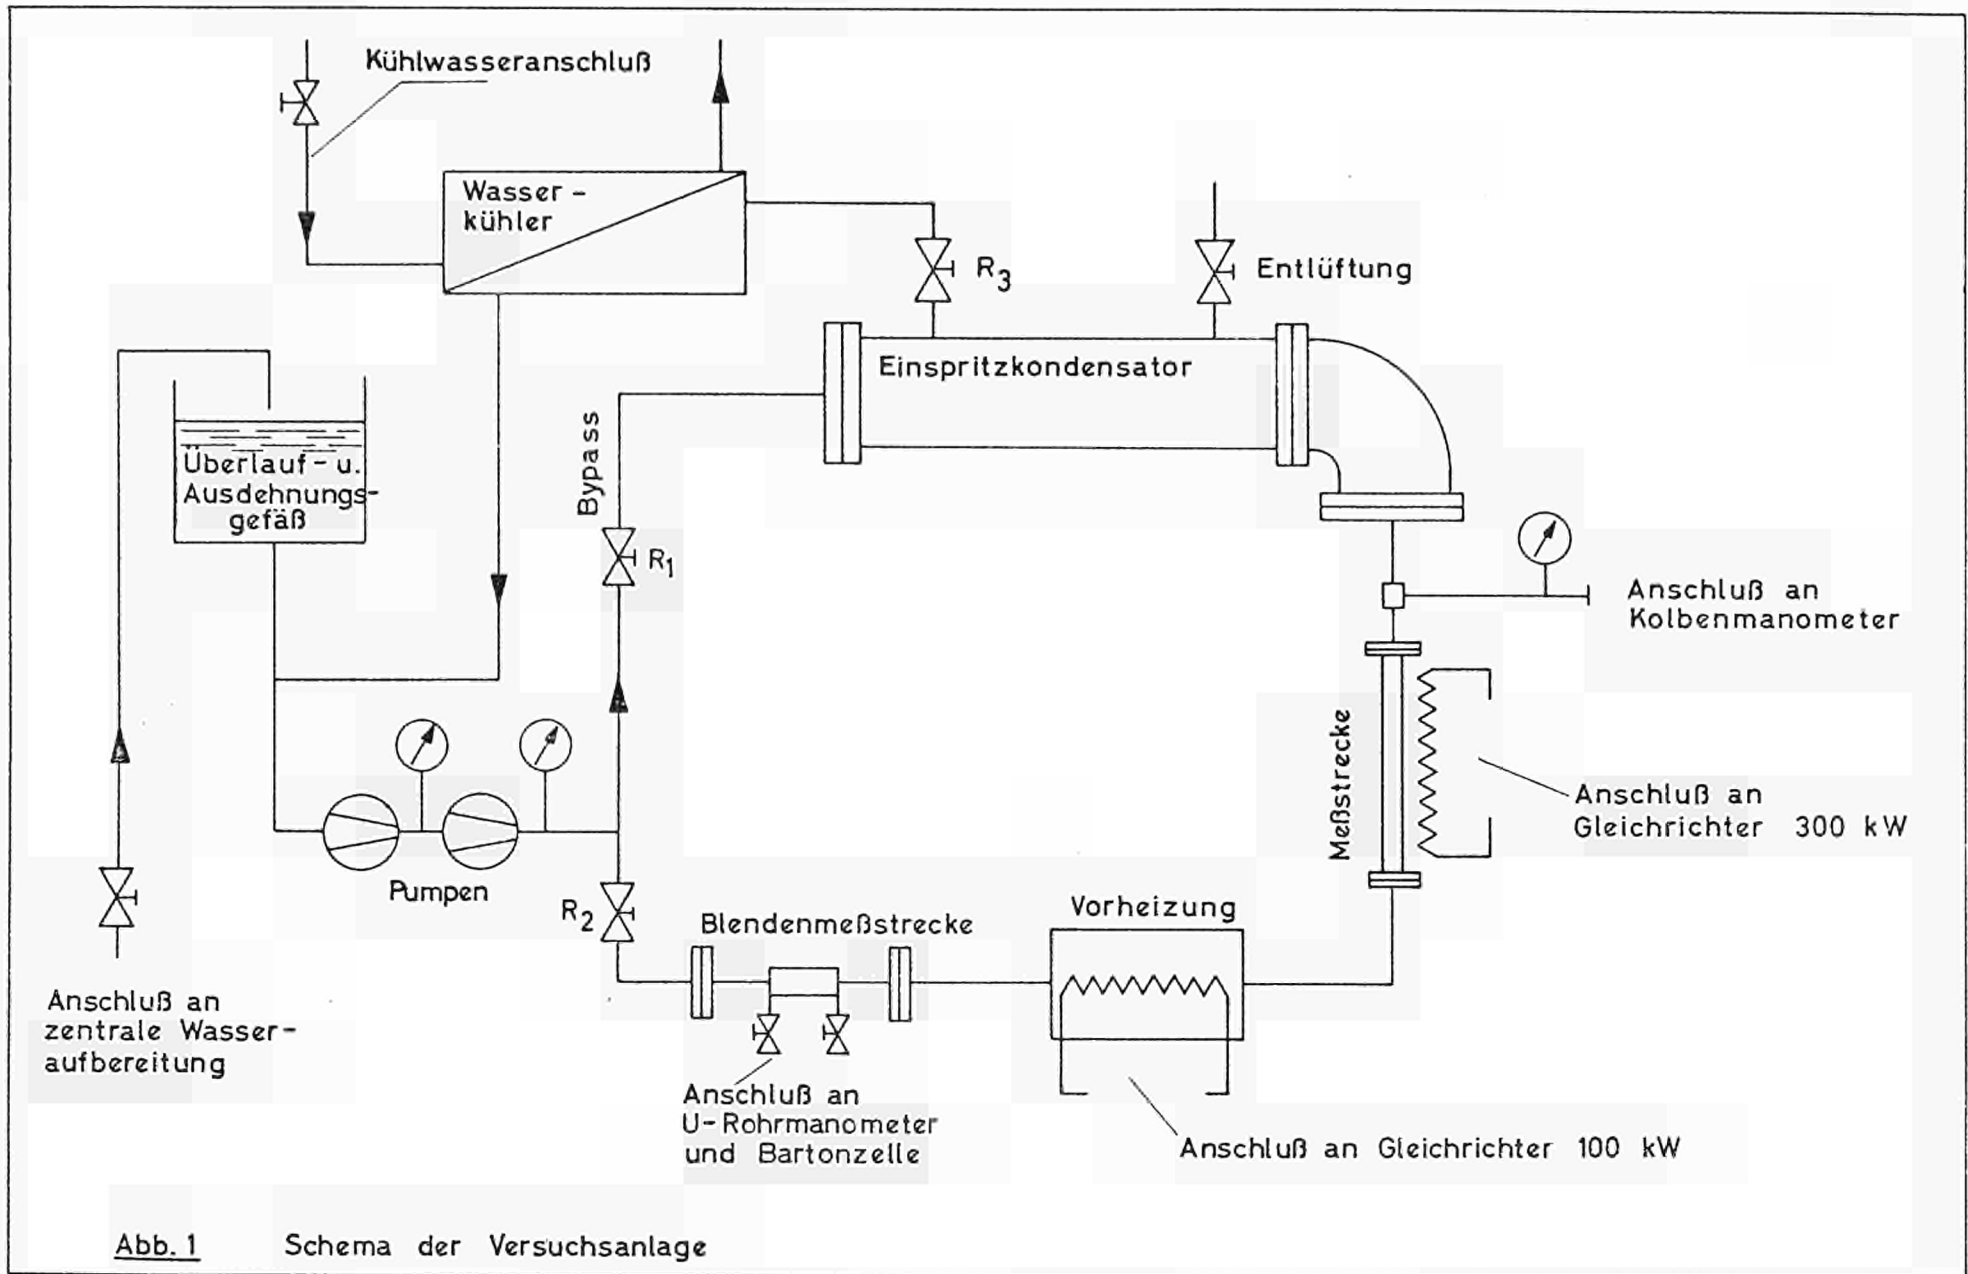 Kühlwasseranschluß
Wasser-
kühler
R3
Entlüftung
Einspritzkondensator
Bypass
Überlauf- u.
Ausdehnungs-
gefäß
R1
Anschluß an
Kolbenmanometer
Meßstrecke
Anschluß an
Gleichrichter 300 kW
Pumpen
R2
Blendenmeßstrecke
Vorheizung
Anschluß an
zentrale Wasser-
aufbereitung
Anschluß an
U-Rohrmanometer
und Bartonzelle
Anschluß an Gleichrichter 100 kW
Abb. 1 Schema der Versuchsanlage